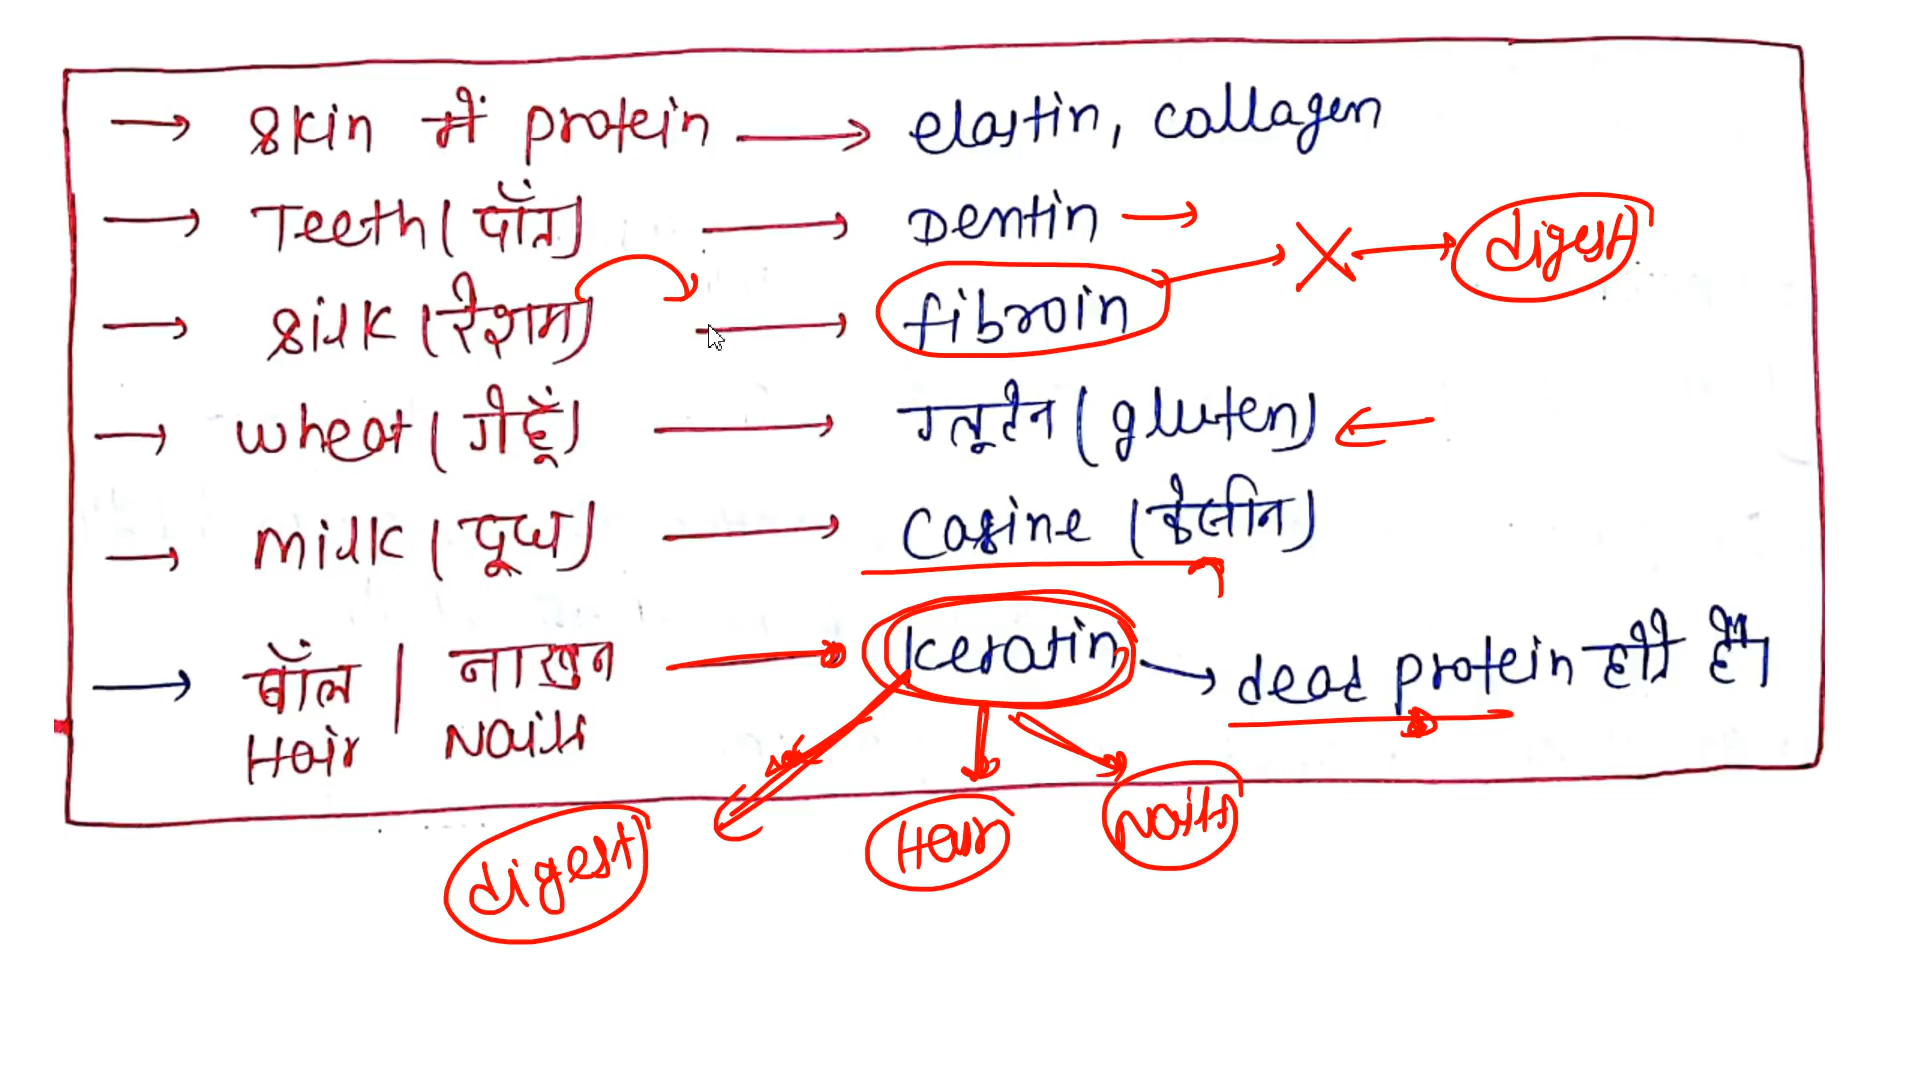 → Skin में protein → elastin, collagen
→ Teeth (दाँत) → Dentin →
→ Silk (रेशम) → fibroin → X → digest
→ wheat (गेहूँ) → ग्लूटेन (gluten) ←
→ Milk (दूध) → Casine (केसीन)
→ बॉल | नाखुन → keratin → dead protein होती है।
Hair Nails
digest Hair Nails